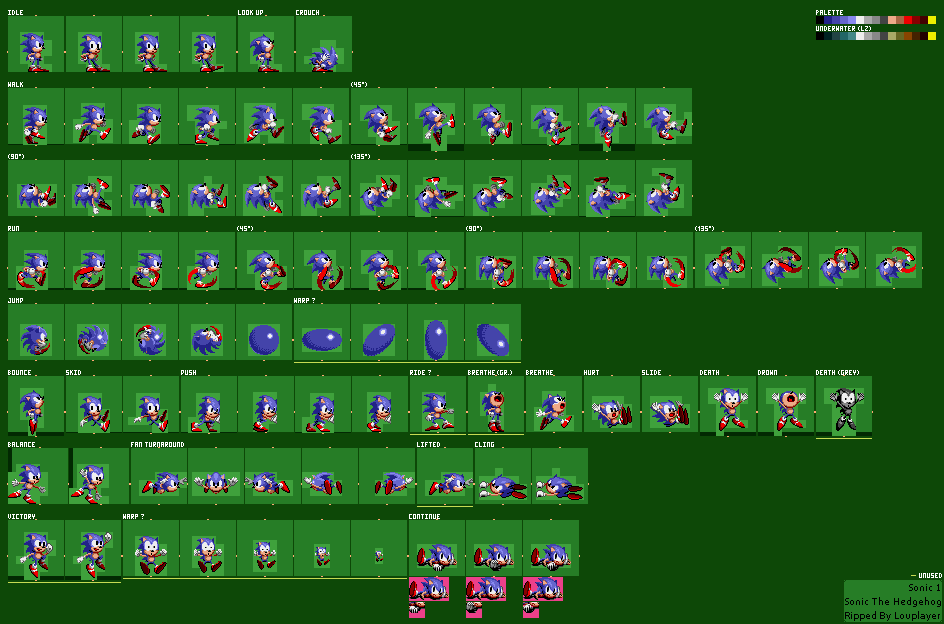 IDLE
LOOK UP
CROUCH
PALETTE
UNDERWATER (LZ)
WALK
(45°)
(90°)
(135°)
RUN
(45°)
(90°)
(135°)
JUMP
WARP ?
BOUNCE
SKID
PUSH
RIDE ?
BREATHE(GR.)
BREATHE
HURT
SLIDE
DEATH
DROWN
DEATH (GREY)
BALANCE
FAN TURNAROUND
LIFTED
CLING
VICTORY
WARP ?
CONTINUE
— UNUSED
Sonic 1
Sonic The Hedgehog
Ripped By Louplayer